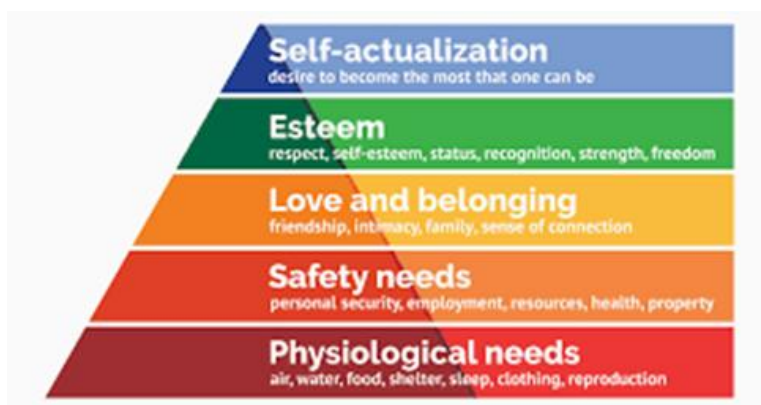 Self-actualization
desire to become the most that one can be
Esteem
respect, self-esteem, status, recognition, strength, freedom
Love and belonging
friendship, intimacy, family, sense of connection
Safety needs
personal security, employment, resources, health, property
Physiological needs
air, water, food, shelter, sleep, clothing, reproduction